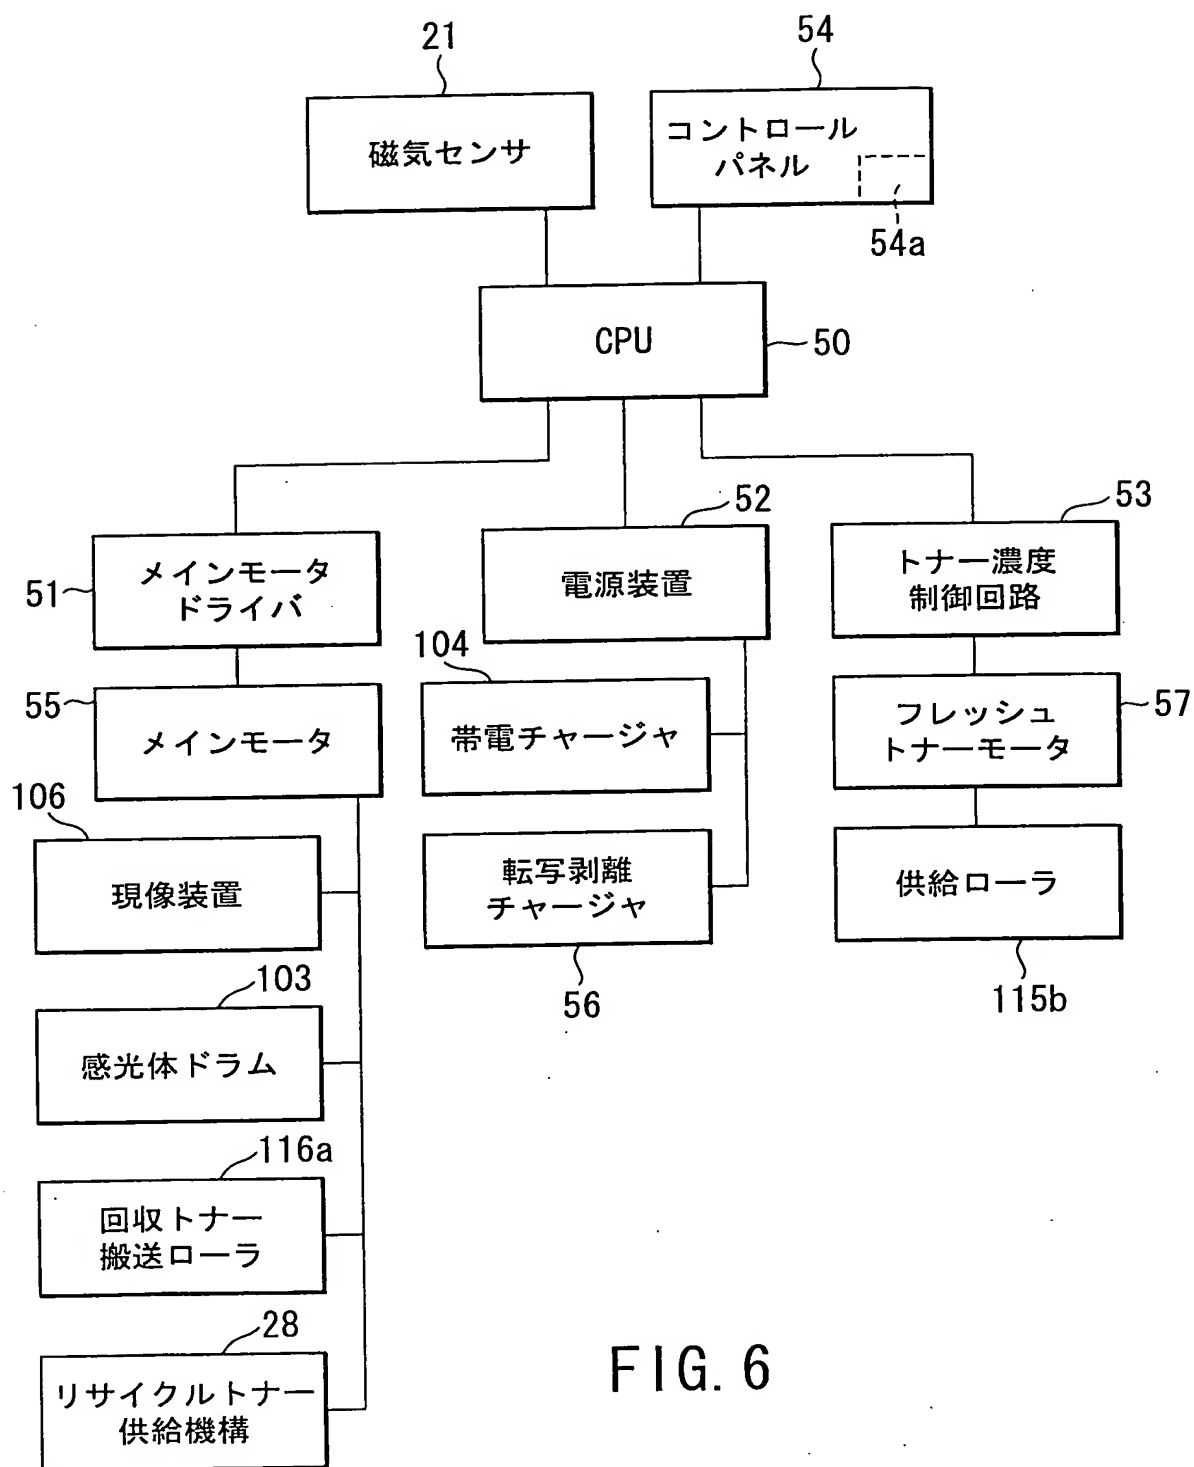 21
54
磁気センサ
コントロール
パネル
54a
CPU
50
52
53
51
メインモータ
ドライバ
電源装置
トナー濃度
制御回路
104
55
メインモータ
帯電チャージャ
フレッシュ
トナーモータ
57
106
現像装置
転写剥離
チャージャ
供給ローラ
56
115b
103
感光体ドラム
116a
回収トナー
搬送ローラ
28
リサイクルトナー
供給機構
FIG. 6